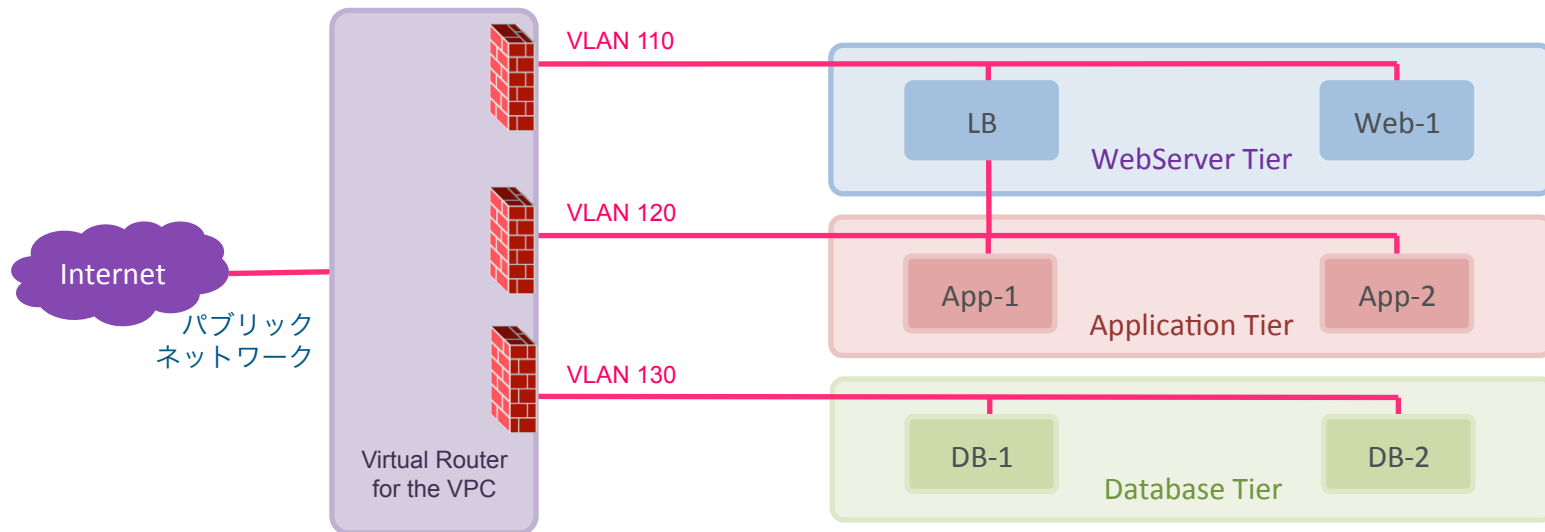 VLAN 110
LB
Web-1
WebServer Tier
VLAN 120
Internet
App-1
App-2
Application Tier
パブリック
ネットワーク
VLAN 130
Virtual Router
for the VPC
DB-1
DB-2
Database Tier